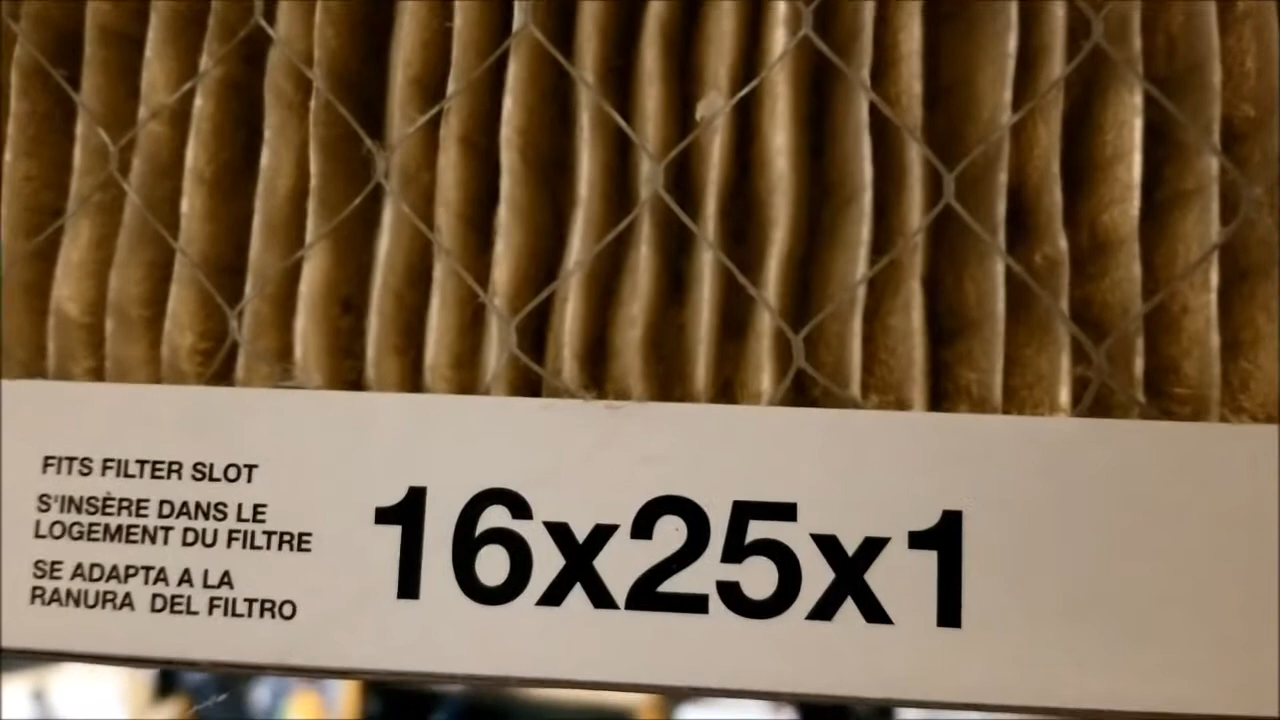 FITS FILTER SLOT
S'INSÈRE DANS LE
LOGEMENT DU FILTRE
SE ADAPTA A LA
RANURA DEL FILTRO
16x25x1